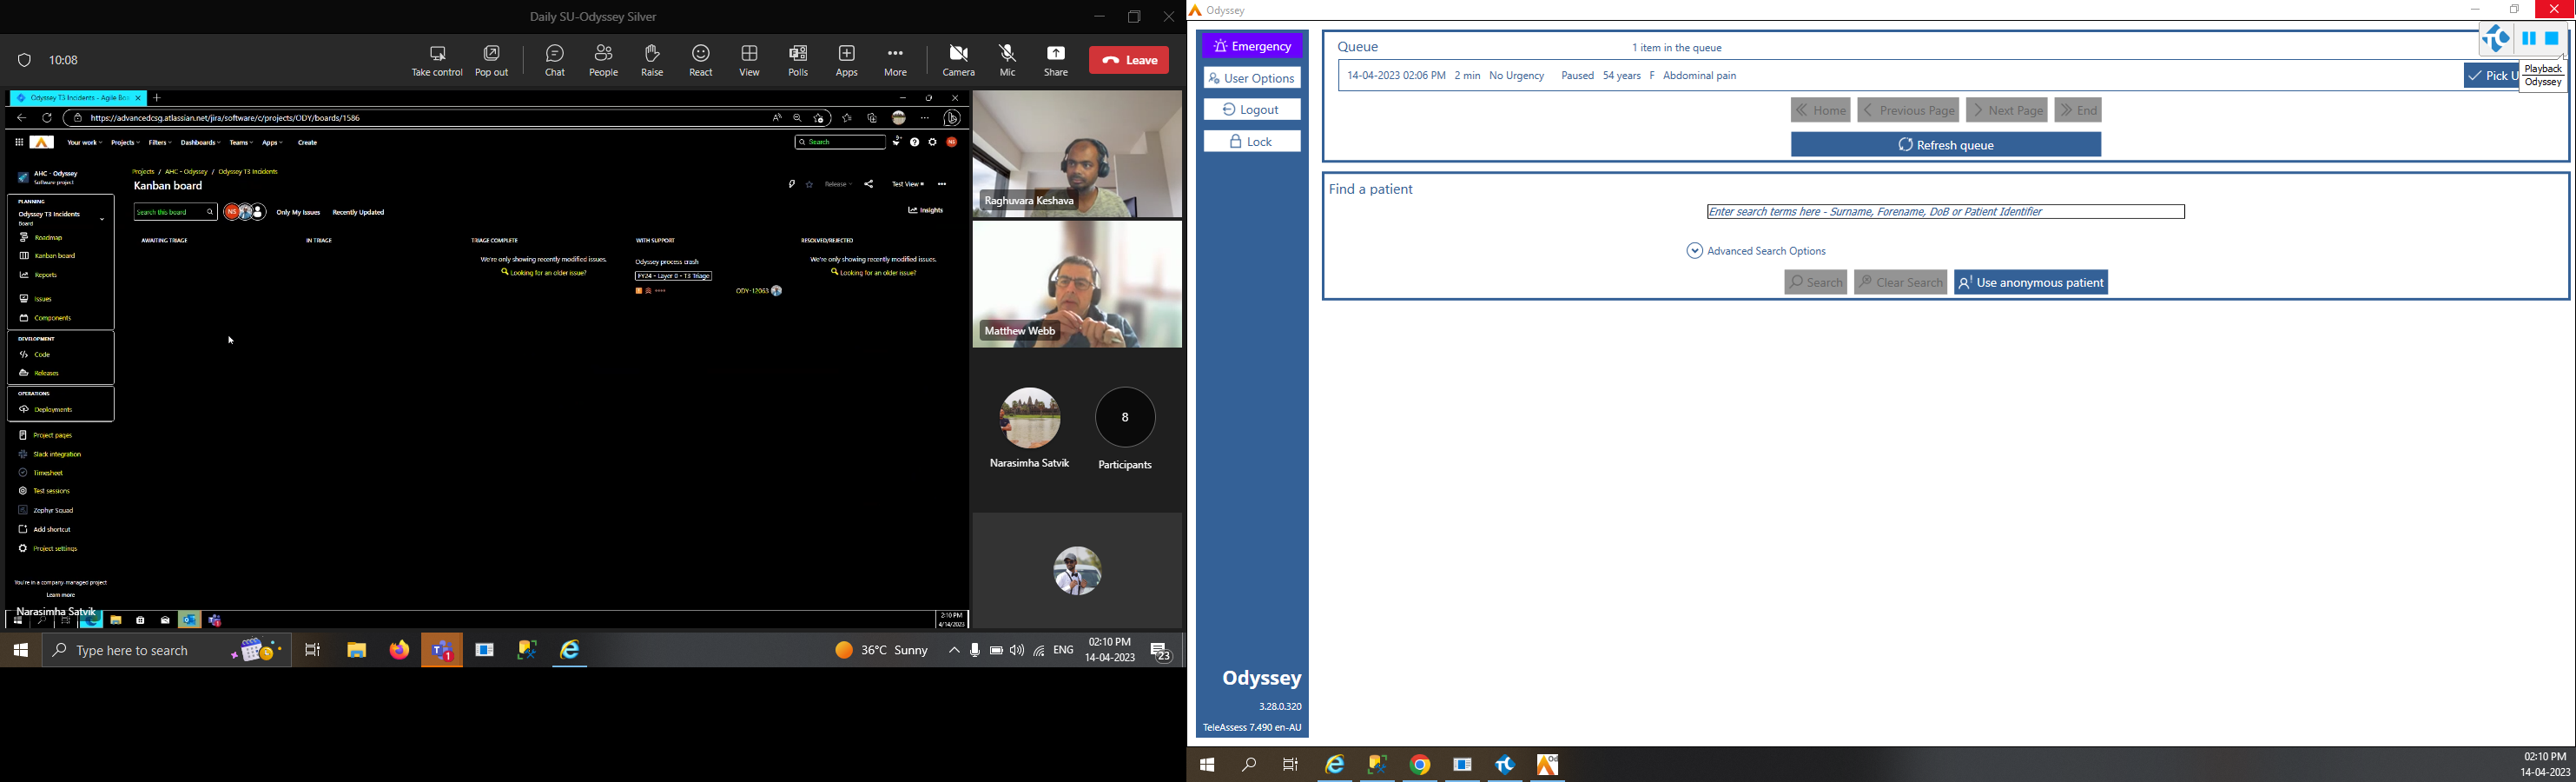 Daily SU-Odyssey Silver
10:08
Take control
Pop out
Chat
People
Raise
React
View
Polls
Apps
More
Camera
Mic
Share
Leave
Odyssey T3 Incidents - Agile Boa
https://advancedcsg.atlassian.net/jira/software/c/projects/ODY/boards/1586
Your work
Projects
Filters
Dashboards
Teams
Apps
Create
Search
NS
AHC - Odyssey
Software project
PLANNING
Odyssey T3 Incidents
Board
Roadmap
Kanban board
Reports
Issues
Components
DEVELOPMENT
Code
Releases
OPERATIONS
Deployments
Project pages
Slack integration
Timesheet
Test sessions
Zephyr Squad
Add shortcut
Project settings
You're in a company-managed project
Learn more
Narasimha Satvik
Projects / AHC - Odyssey / Odyssey T3 Incidents
Kanban board
Release
Test View
Search this board
NS
Only My Issues
Recently Updated
Insights
AWAITING TRIAGE
IN TRIAGE
TRIAGE COMPLETE
We're only showing recently modified issues.
Looking for an older issue?
WITH SUPPORT
Odyssey process crash
FY24 - Layer 0 - T3 Triage
ODY-12063
RESOLVED/REJECTED
We're only showing recently modified issues.
Looking for an older issue?
2:10 PM
4/14/2023
Raghuvara Keshava
Matthew Webb
Narasimha Satvik
8
Participants
Type here to search
1
36°C Sunny
ENG
02:10 PM
14-04-2023
23
Odyssey
Emergency
User Options
Logout
Lock
Odyssey
3.28.0.320
TeleAssess 7.490 en-AU
Queue
1 item in the queue
14-04-2023 02:06 PM 2 min No Urgency Paused 54 years F Abdominal pain
Pick U
Playback
Odyssey
Home
Previous Page
Next Page
End
Refresh queue
Find a patient
Enter search terms here - Surname, Forename, DoB or Patient Identifier
Advanced Search Options
Search
Clear Search
Use anonymous patient
02:10 PM
14-04-2023